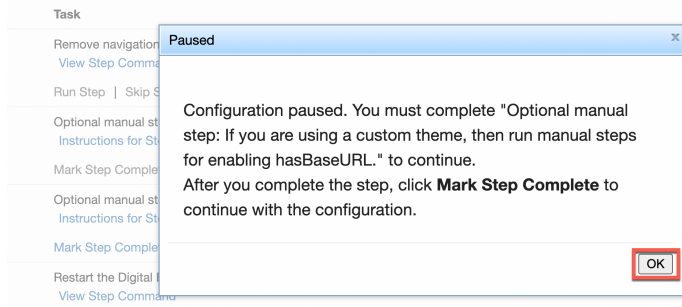 Task
Paused
x
Remove navigation
View Step Comma
Run Step | Skip S
Configuration paused. You must complete "Optional manual
step: If you are using a custom theme, then run manual steps
for enabling hasBaseURL." to continue.
After you complete the step, click Mark Step Complete to
continue with the configuration.
Optional manual st
Instructions for St
Mark Step Comple
Optional manual st
Instructions for St
Mark Step Comple
OK
Restart the Digital
View Step Command